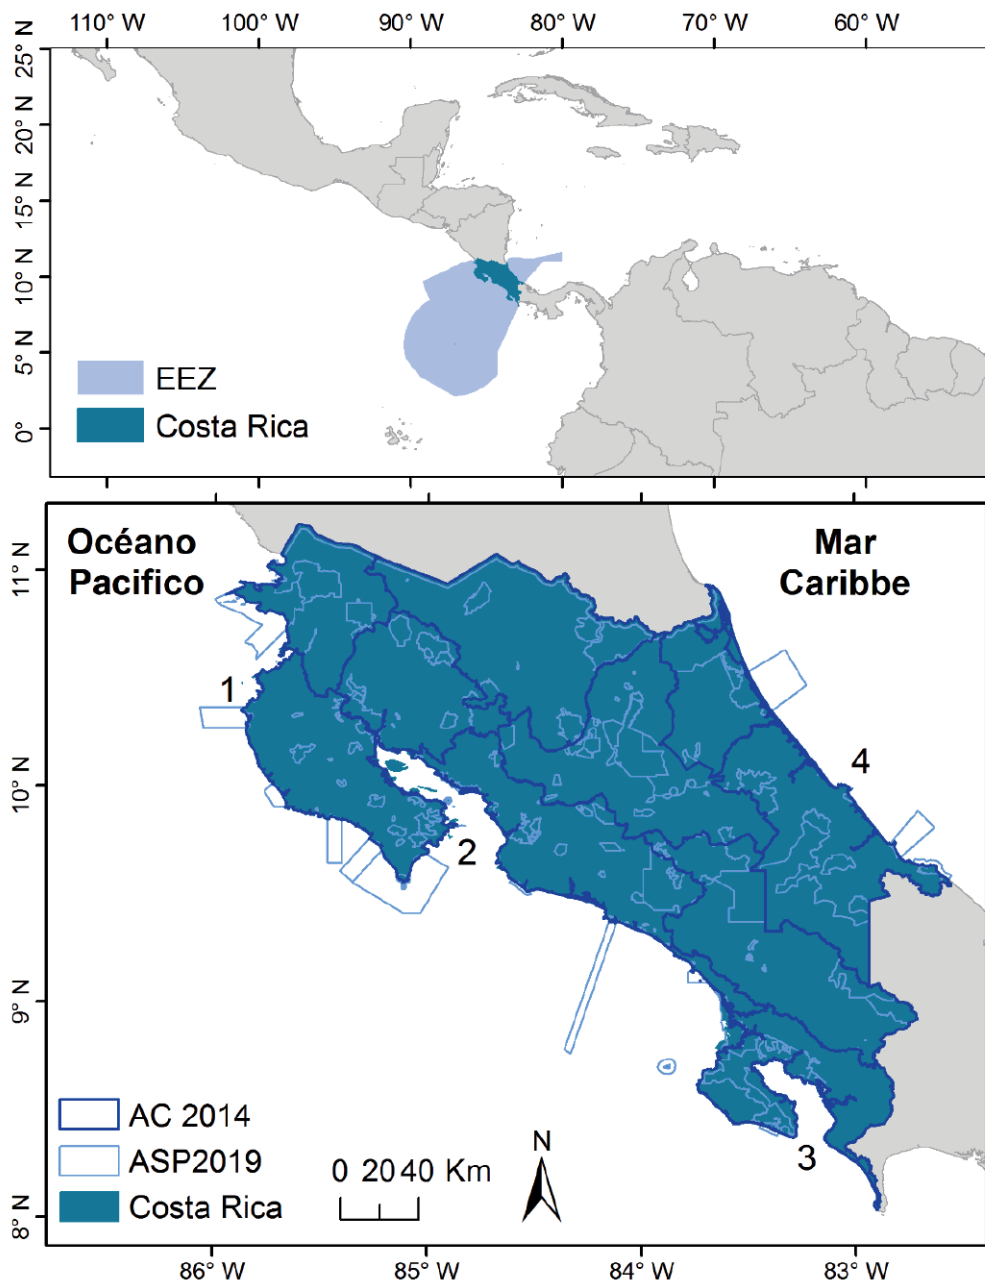 110° W 100° W 90° W 80° W 70° W 60° W
25° N
20° N
15° N
10° N
5° N
0°
EEZ
Costa Rica
Océano
Pacifico
Mar
Caribbe
11° N
10° N
9° N
8° N
1
2
3
4
AC 2014
ASP2019
Costa Rica
0 20 40 Km
N
86° W 85° W 84° W 83° W